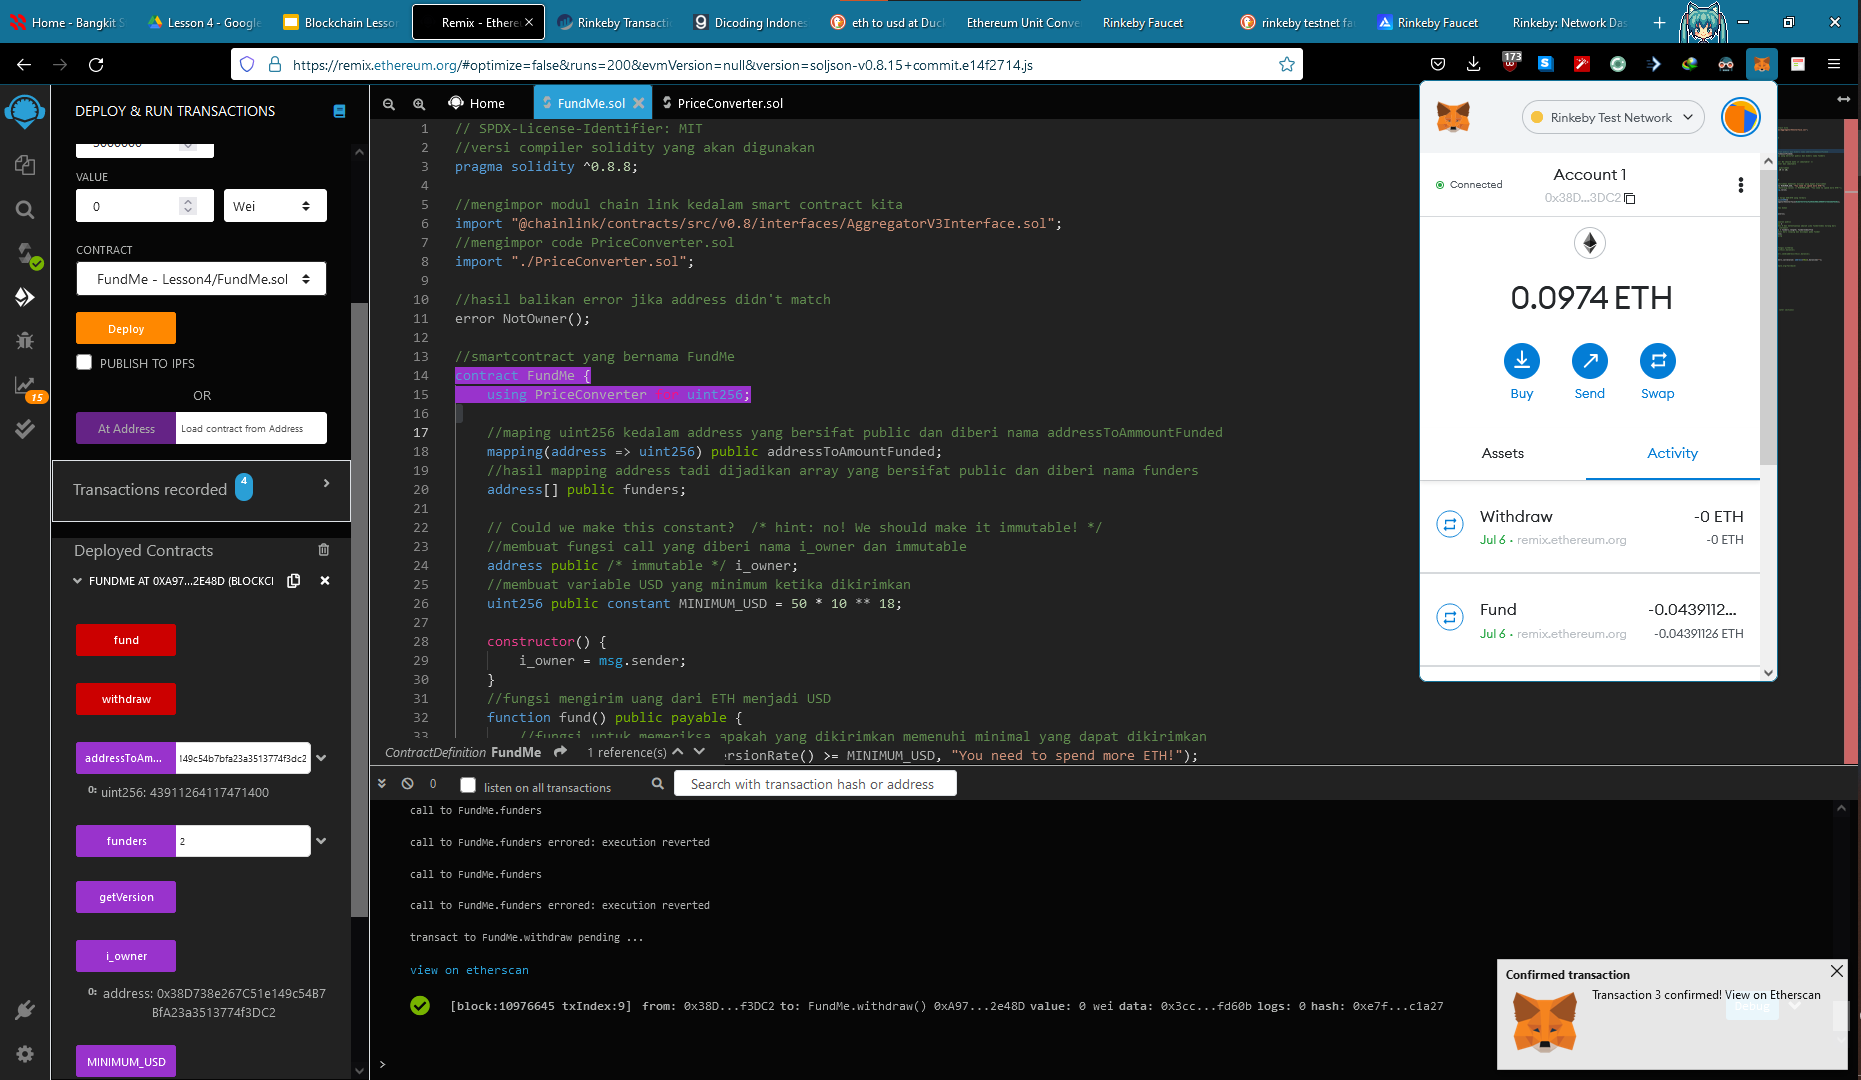 Home - Bangkit S
Lesson 4 - Google
Blockchain Lesson
Remix - Ethere
Rinkeby Transacti
Dicoding Indones
eth to usd at Duck
Ethereum Unit Conve
Rinkeby Faucet
rinkeby testnet fa
Rinkeby Faucet
Rinkeby: Network Das
https://remix.ethereum.org/#optimize=false&runs=200&evmVersion=null&version=soljson-v0.8.15+commit.e14f2714.js
173
DEPLOY & RUN TRANSACTIONS
VALUE
0
Wei
CONTRACT
FundMe - Lesson4/FundMe.sol
Deploy
PUBLISH TO IPFS
OR
At Address
Load contract from Address
15
Transactions recorded 4
Deployed Contracts
FUNDME AT 0XA97...2E48D (BLOCKCI
fund
withdraw
addressToAm...
149c54b7bfa23a3513774f3dc2
0: uint256: 43911264117471400
funders
2
getVersion
i_owner
0: address: 0x38D738e267C51e149c54B7
BfA23a3513774f3DC2
MINIMUM_USD
Home
FundMe.sol
PriceConverter.sol
1 // SPDX-License-Identifier: MIT
2 //versi compiler solidity yang akan digunakan
3 pragma solidity ^0.8.8;
4
5 //mengimpor modul chain link kedalam smart contract kita
6 import "@chainlink/contracts/src/v0.8/interfaces/AggregatorV3Interface.sol";
7 //mengimpor code PriceConverter.sol
8 import "./PriceConverter.sol";
9
10 //hasil balikan error jika address didn't match
11 error NotOwner();
12
13 //smartcontract yang bernama FundMe
14 contract FundMe {
15 using PriceConverter for uint256;
16
17 //maping uint256 kedalam address yang bersifat public dan diberi nama addressToAmmountFunded
18 mapping(address => uint256) public addressToAmountFunded;
19 //hasil mapping address tadi dijadikan array yang bersifat public dan diberi nama funders
20 address[] public funders;
21
22 // Could we make this constant? /* hint: no! We should make it immutable! */
23 //membuat fungsi call yang diberi nama i_owner dan immutable
24 address public /* immutable */ i_owner;
25 //membuat variable USD yang minimum ketika dikirimkan
26 uint256 public constant MINIMUM_USD = 50 * 10 ** 18;
27
28 constructor() {
29 i_owner = msg.sender;
30 }
31 //fungsi mengirim uang dari ETH menjadi USD
32 function fund() public payable {
33 //fungsi untuk memeriksa apakah yang dikirimkan memenuhi minimal yang dapat dikirimkan
ContractDefinition FundMe 1 reference(s)
ersionRate() >= MINIMUM_USD, "You need to spend more ETH!");
0
listen on all transactions
Search with transaction hash or address
call to FundMe.funders
call to FundMe.funders errored: execution reverted
call to FundMe.funders
call to FundMe.funders errored: execution reverted
transact to FundMe.withdraw pending ...
view on etherscan
[block:10976645 txIndex:9] from: 0x38D...f3DC2 to: FundMe.withdraw() 0xA97...2e48D value: 0 wei data: 0x3cc...fd60b logs: 0 hash: 0xe7f...c1a27
>
Rinkeby Test Network
Connected
Account 1
0x38D...3DC2
0.0974 ETH
Buy
Send
Swap
Assets
Activity
Withdraw
-0 ETH
Jul 6 · remix.ethereum.org
-0 ETH
Fund
-0.0439112...
Jul 6 · remix.ethereum.org
-0.04391126 ETH
Confirmed transaction
Transaction 3 confirmed! View on Etherscan